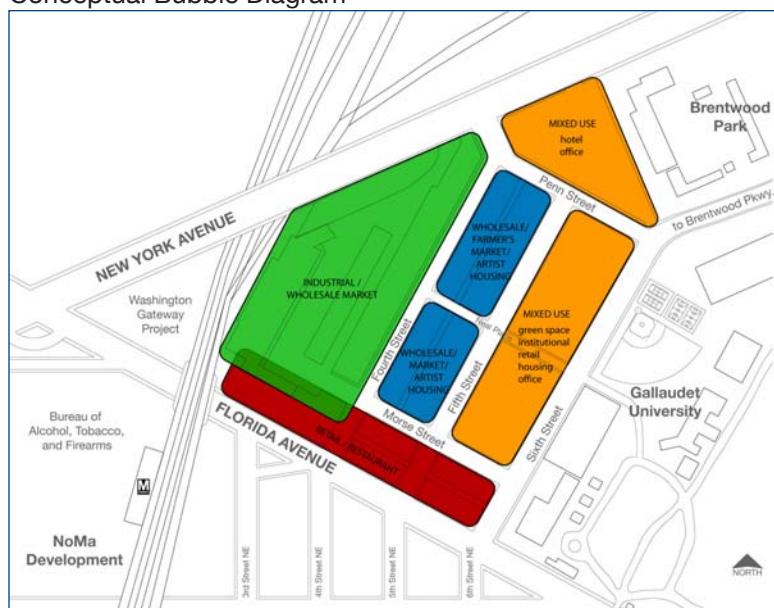 Conceptual Bubble Diagram
MIXED USE
hotel
office
Brentwood
Park
Penn Street
to Brentwood Pkwy.
NEW YORK AVENUE
WHOLESALE/
FARMER'S
MARKET/
ARTIST
HOUSING
INDUSTRIAL /
WHOLESALE MARKET
Washington
Gateway
Project
MIXED USE
green space
institutional
retail
housing
office
Neal Place
Fourth Street
WHOLESALE/
MARKET/
ARTIST
HOUSING
Fifth Street
Sixth Street
Gallaudet
University
Morse Street
Bureau of
Alcohol, Tobacco,
and Firearms
FLORIDA AVENUE
RETAIL / RESTAURANT
M
NoMa
Development
3rd Street NE
4th Street NE
5th Street NE
6th Street NE
NORTH